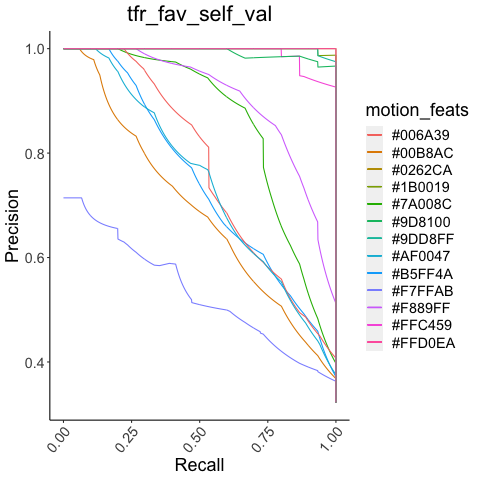 tfr_fav_self_val
Precision
1.0
0.8
0.6
0.4
0.00
0.25
0.50
0.75
1.00
Recall
motion_feats
#006A39
#00B8AC
#0262CA
#1B0019
#7A008C
#9D8100
#9DD8FF
#AF0047
#B5FF4A
#F7FFAB
#F889FF
#FFC459
#FFD0EA